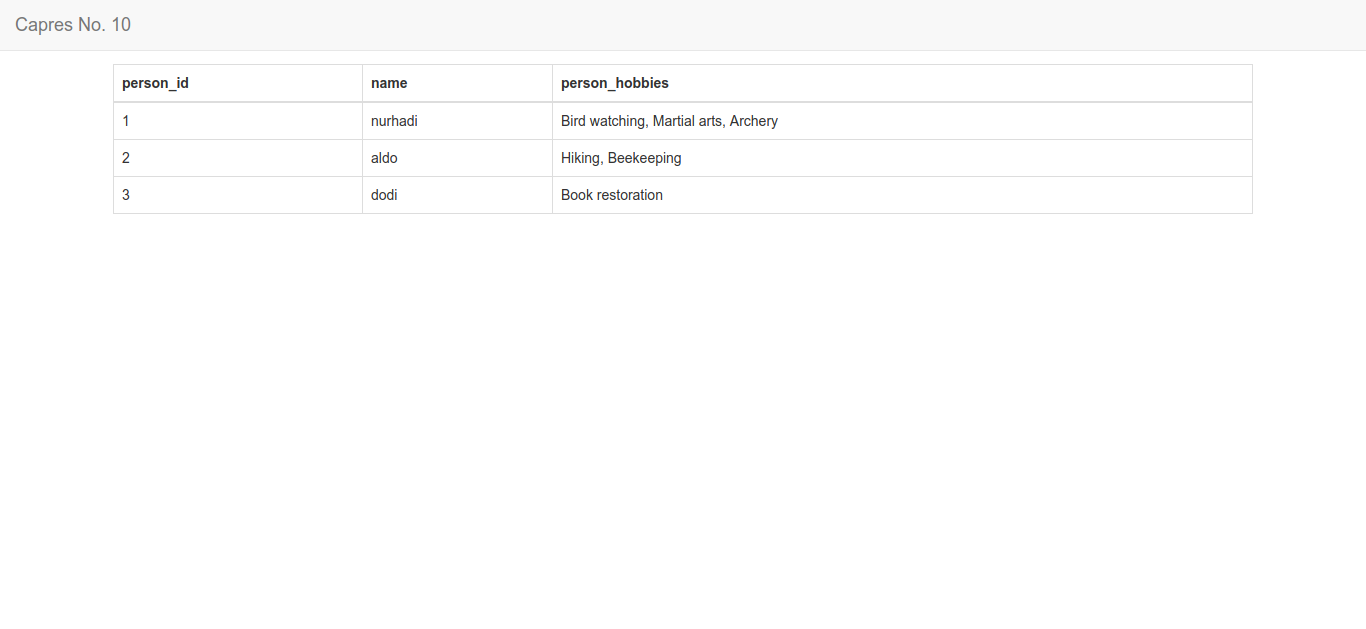 Capres No. 10
person_id name person_hobbies
1 nurhadi Bird watching, Martial arts, Archery
2 aldo Hiking, Beekeeping
3 dodi Book restoration